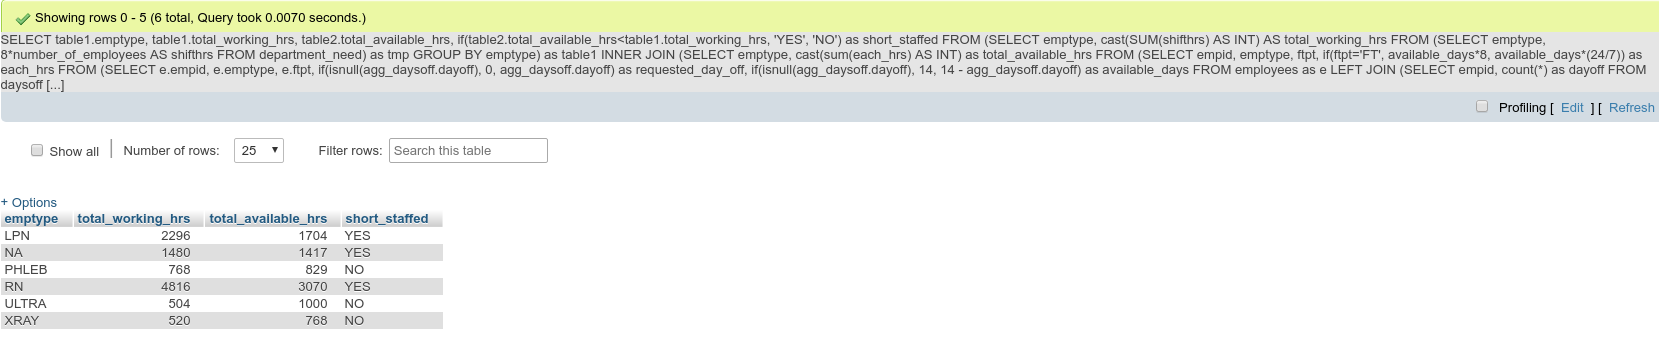 Showing rows 0 - 5 (6 total, Query took 0.0070 seconds.)
SELECT table1.emptype, table1.total_working_hrs, table2.total_available_hrs, if(table2.total_available_hrs<table1.total_working_hrs, 'YES', 'NO') as short_staffed FROM (SELECT emptype, cast(SUM(shifthrs) AS INT) AS total_working_hrs FROM (SELECT emptype,
8*number_of_employees AS shifthrs FROM department_need) as tmp GROUP BY emptype) as table1 INNER JOIN (SELECT emptype, cast(sum(each_hrs) AS INT) as total_available_hrs FROM (SELECT empid, emptype, ftpt, if(ftpt='FT', available_days*8, available_days*(24/7)) as
each_hrs FROM (SELECT e.empid, e.emptype, e.ftpt, if(isnull(agg_daysoff.dayoff), 0, agg_daysoff.dayoff) as requested_day_off, if(isnull(agg_daysoff.dayoff), 14, 14 - agg_daysoff.dayoff) as available_days FROM employees as e LEFT JOIN (SELECT empid, count(*) as dayoff FROM
daysoff [...]
Profiling [ Edit ] [ Refresh
Show all | Number of rows: 25 Filter rows: Search this table
+ Options
emptype total_working_hrs total_available_hrs short_staffed
LPN 2296 1704 YES
NA 1480 1417 YES
PHLEB 768 829 NO
RN 4816 3070 YES
ULTRA 504 1000 NO
XRAY 520 768 NO